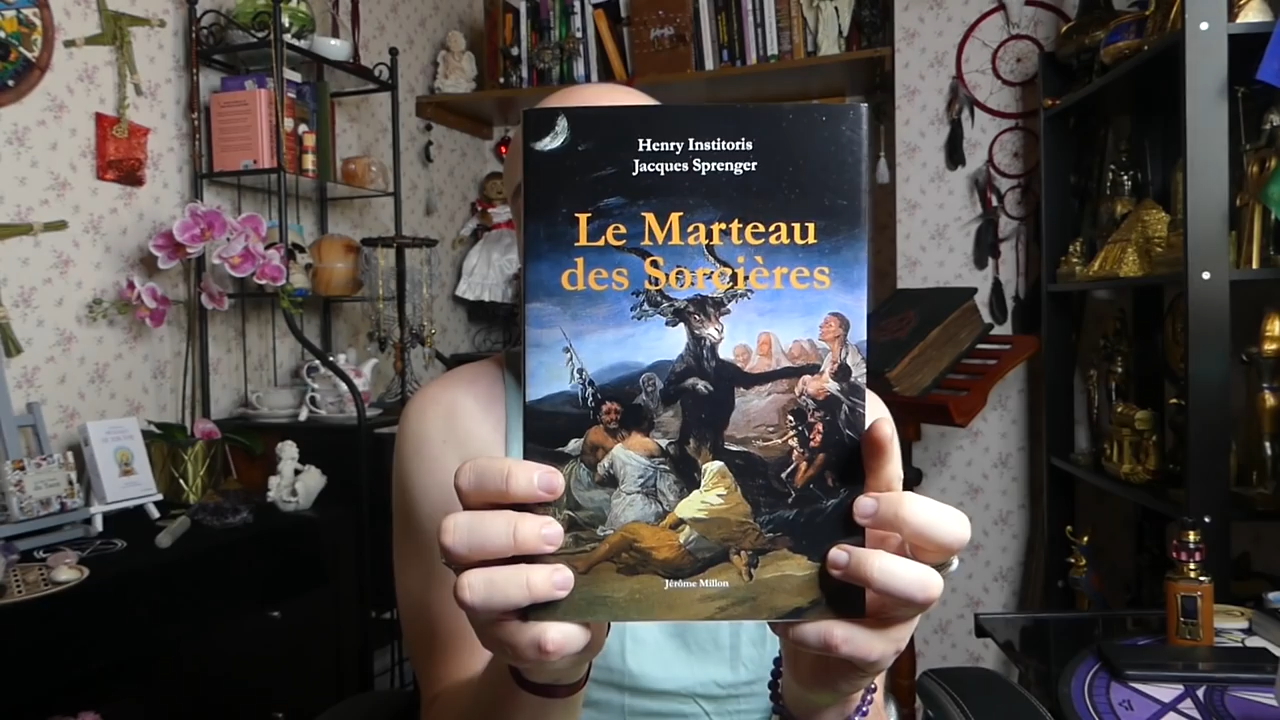 Henry Institoris
Jacques Sprenger
Le Marteau
des Sorcières
Jérôme Millon